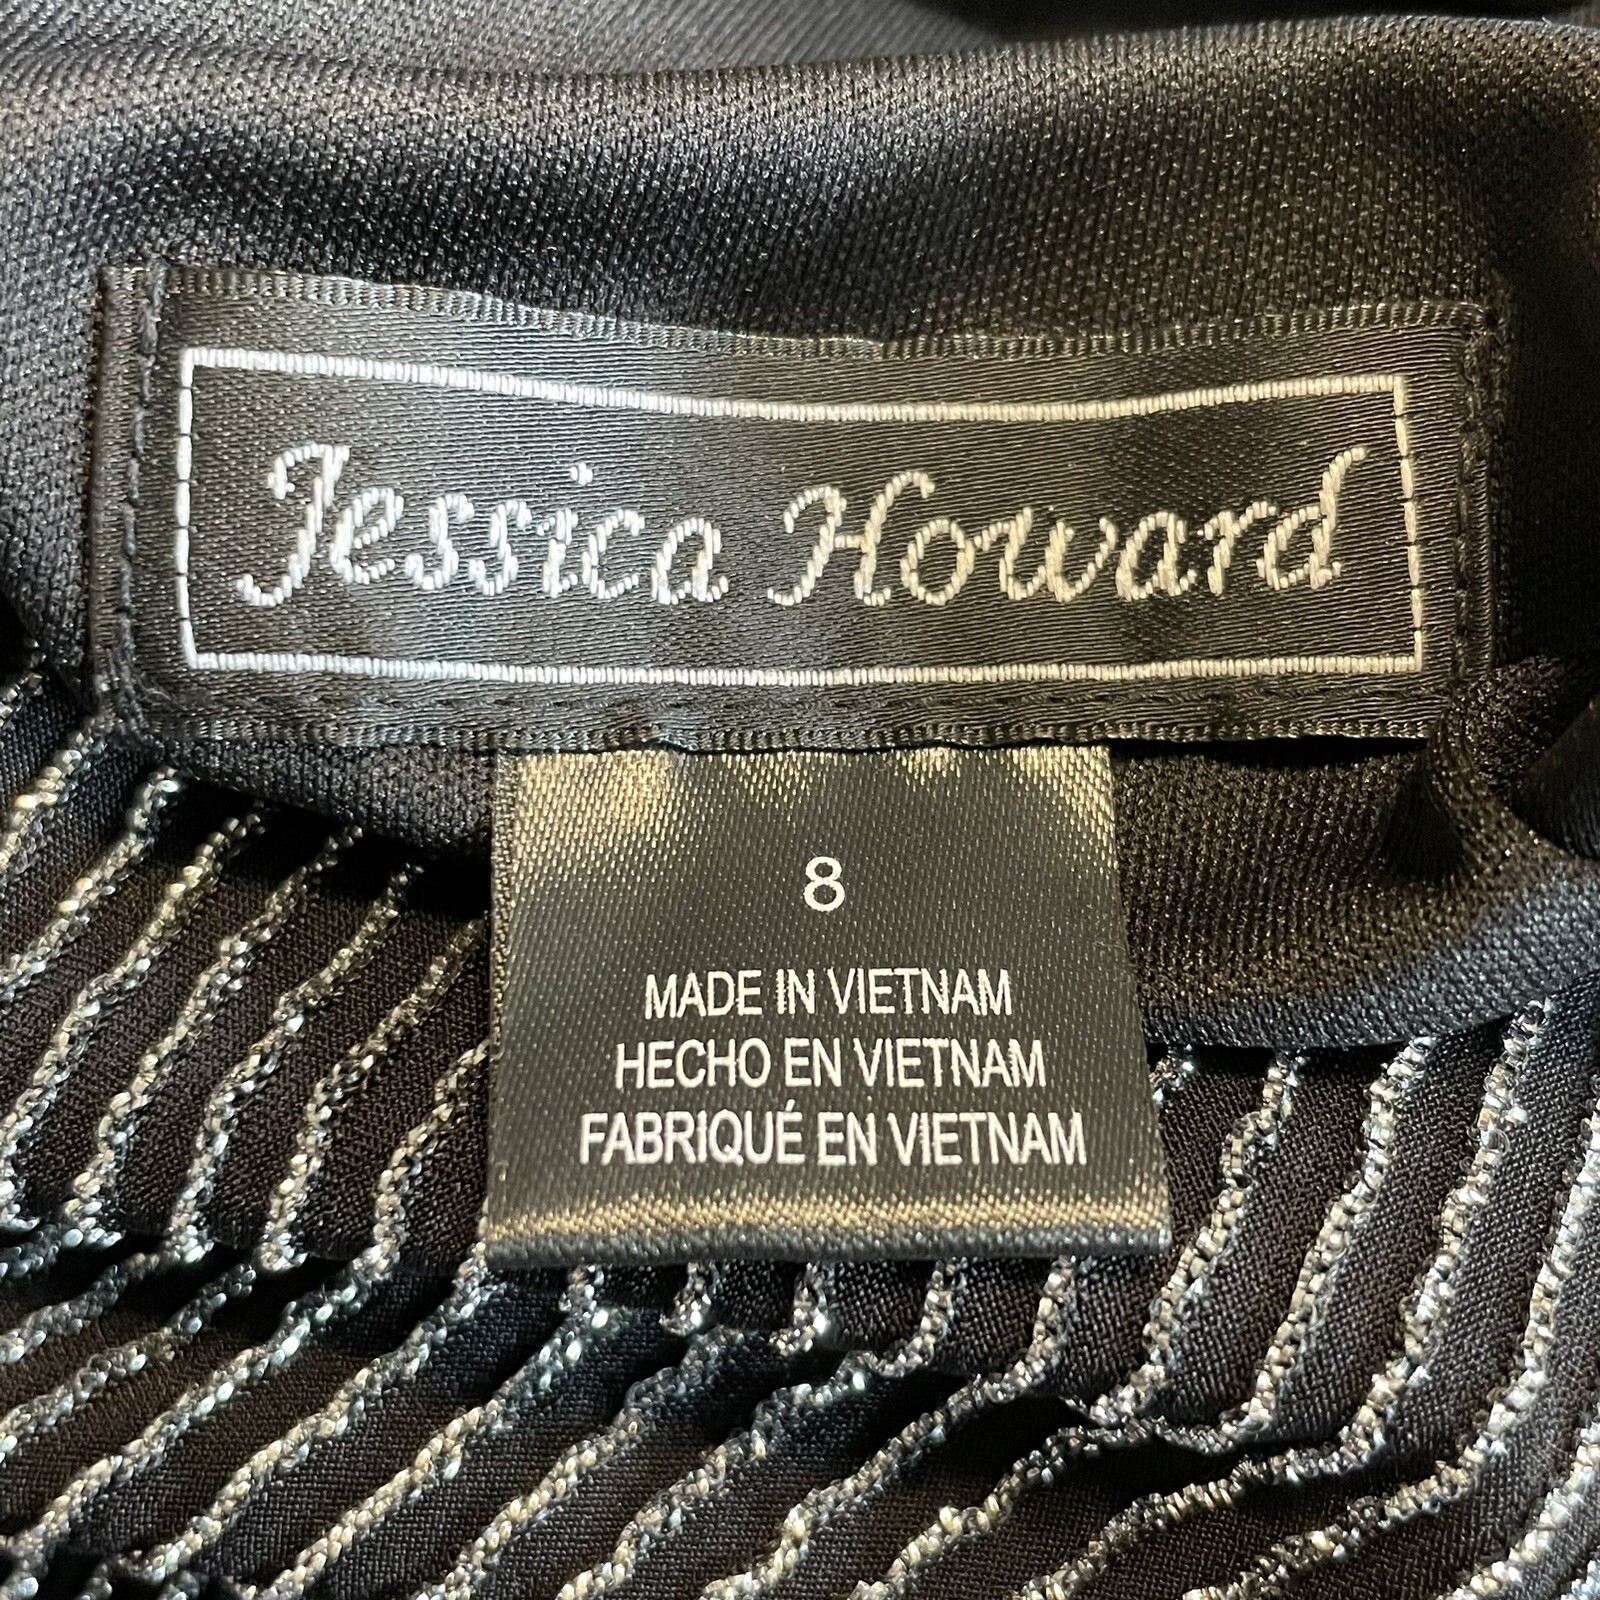 Jessica Howard
8
MADE IN VIETNAM
HECHO EN VIETNAM
FABRIQUÉ EN VIETNAM